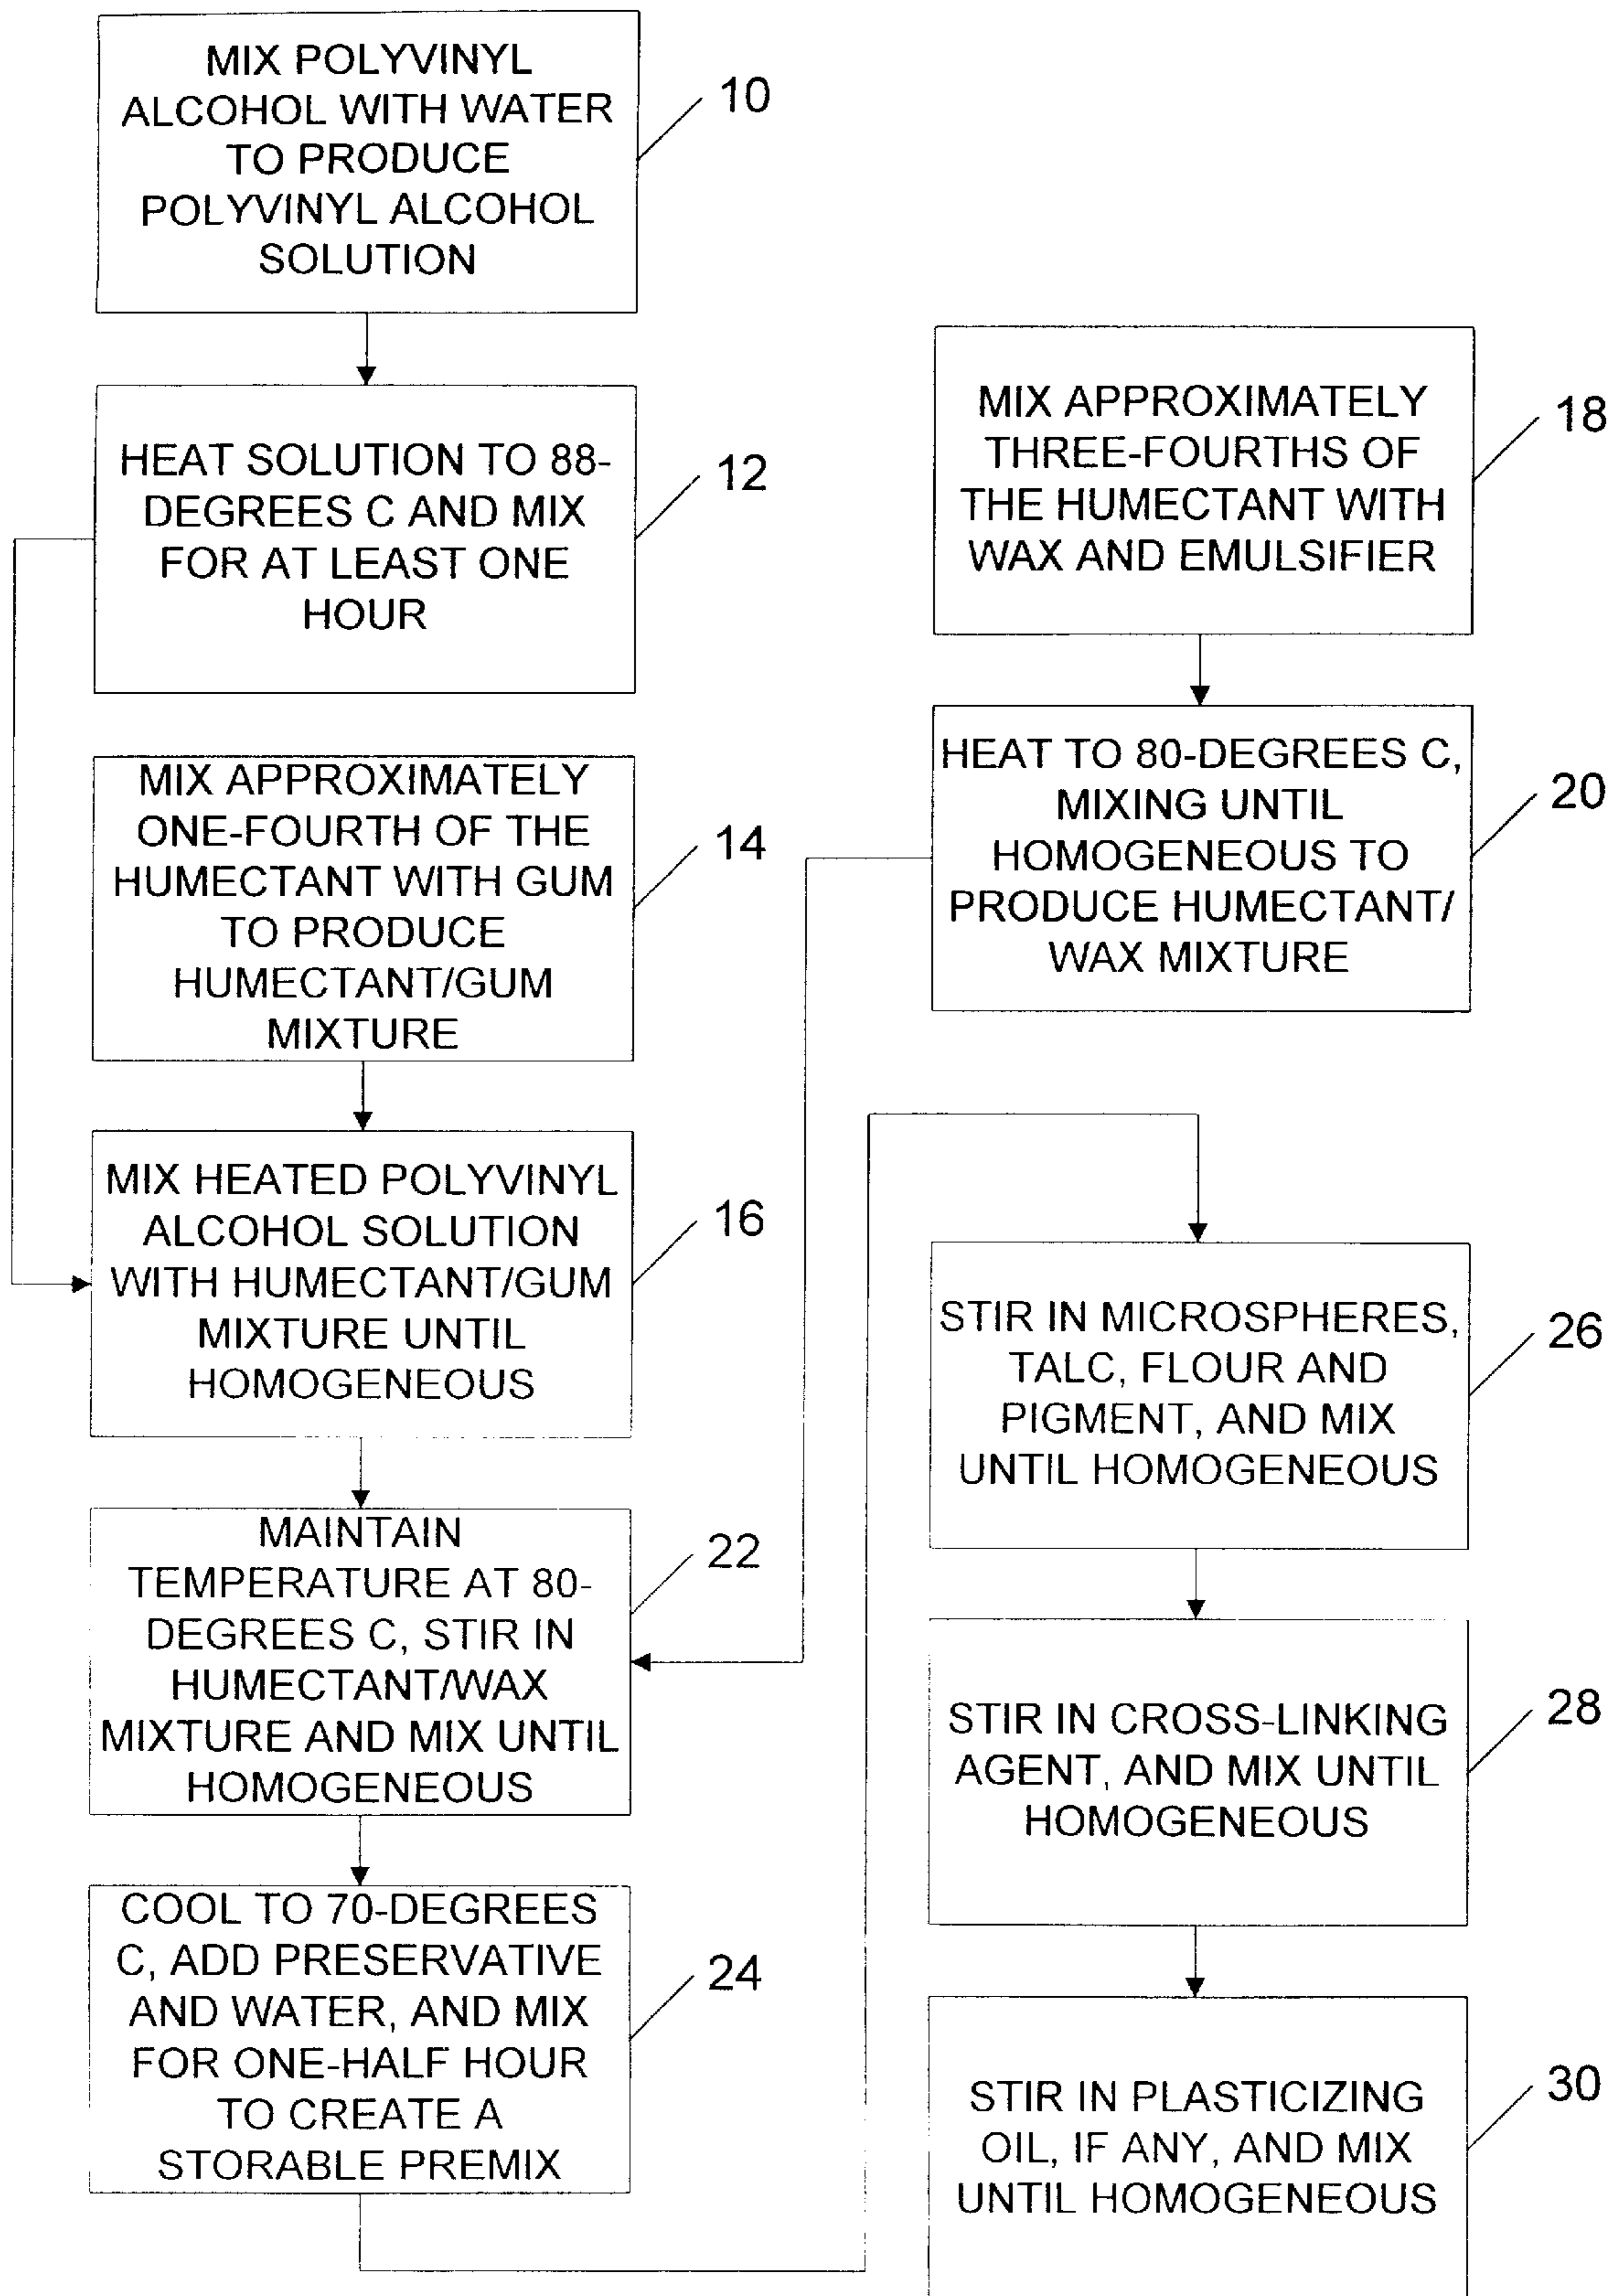 MIX POLYVINYL
ALCOHOL WITH WATER
TO PRODUCE
POLYVINYL ALCOHOL
SOLUTION
10
HEAT SOLUTION TO 88-
DEGREES C AND MIX
FOR AT LEAST ONE
HOUR
12
MIX APPROXIMATELY
ONE-FOURTH OF THE
HUMECTANT WITH GUM
TO PRODUCE
HUMECTANT/GUM
MIXTURE
14
MIX HEATED POLYVINYL
ALCOHOL SOLUTION
WITH HUMECTANT/GUM
MIXTURE UNTIL
HOMOGENEOUS
16
MIX APPROXIMATELY
THREE-FOURTHS OF
THE HUMECTANT WITH
WAX AND EMULSIFIER
18
HEAT TO 80-DEGREES C,
MIXING UNTIL
HOMOGENEOUS TO
PRODUCE HUMECTANT/
WAX MIXTURE
20
MAINTAIN
TEMPERATURE AT 80-
DEGREES C, STIR IN
HUMECTANT/WAX
MIXTURE AND MIX UNTIL
HOMOGENEOUS
22
COOL TO 70-DEGREES
C, ADD PRESERVATIVE
AND WATER, AND MIX
FOR ONE-HALF HOUR
TO CREATE A
STORABLE PREMIX
24
STIR IN MICROSPHERES,
TALC, FLOUR AND
PIGMENT, AND MIX
UNTIL HOMOGENEOUS
26
STIR IN CROSS-LINKING
AGENT, AND MIX UNTIL
HOMOGENEOUS
28
STIR IN PLASTICIZING
OIL, IF ANY, AND MIX
UNTIL HOMOGENEOUS
30